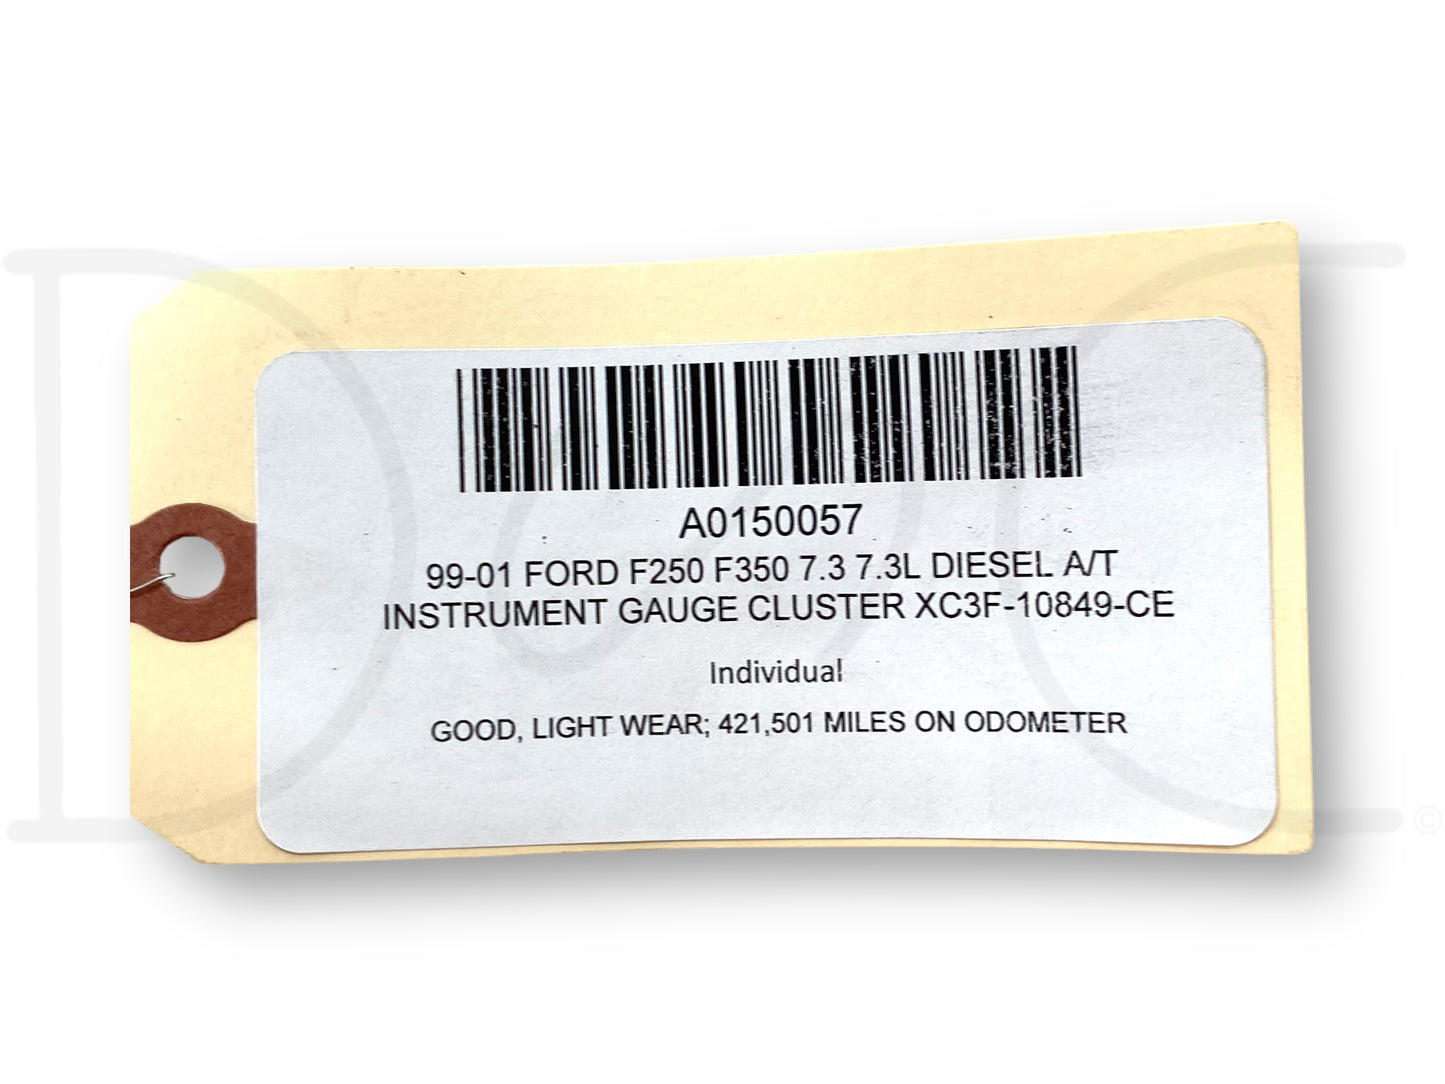 A0150057
99-01 FORD F250 F350 7.3 7.3L DIESEL A/T
INSTRUMENT GAUGE CLUSTER XC3F-10849-CE
Individual
GOOD, LIGHT WEAR; 421,501 MILES ON ODOMETER